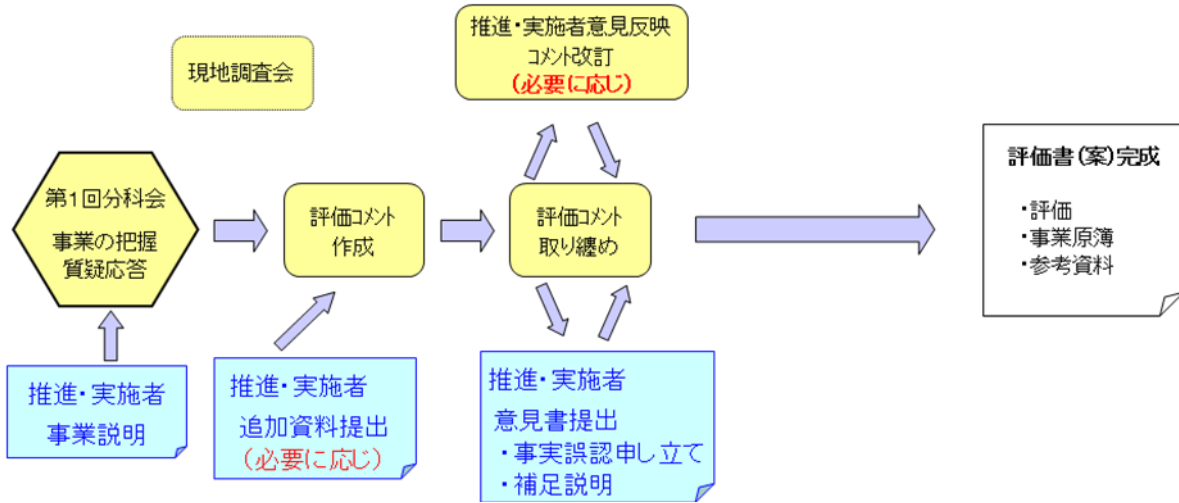 現地調査会
推進・実施者意見反映
コメント改訂
(必要に応じ)
第1回分科会
事業の把握
質疑応答
評価コメント
作成
評価コメント
取り纏め
評価書(案)完成
・評価
・事業原簿
・参考資料
推進・実施者
事業説明
推進・実施者
追加資料提出
(必要に応じ)
推進・実施者
意見書提出
・事実誤認申し立て
・補足説明